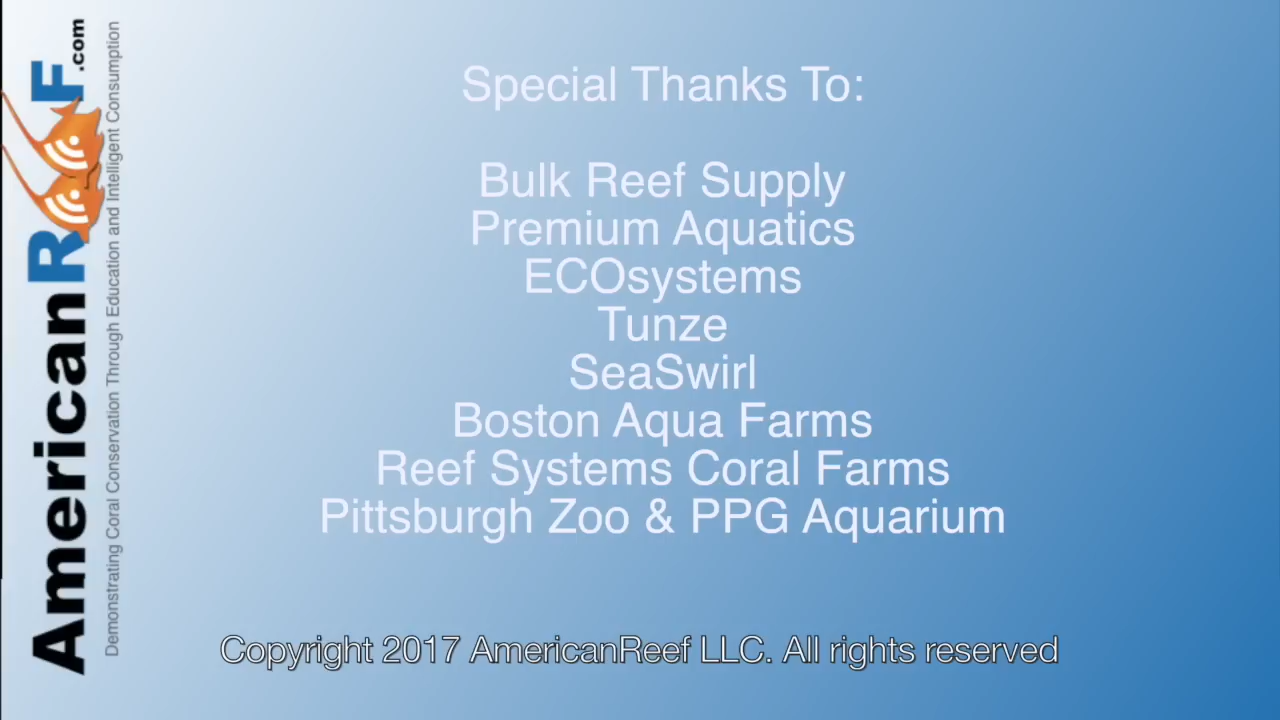 AmericanReeF.com
Demonstrating Coral Conservation Through Education and Intelligent Consumption
Special Thanks To:
Bulk Reef Supply
Premium Aquatics
ECOsystems
Tunze
SeaSwirl
Boston Aqua Farms
Reef Systems Coral Farms
Pittsburgh Zoo & PPG Aquarium
Copyright 2017 AmericanReef LLC. All rights reserved